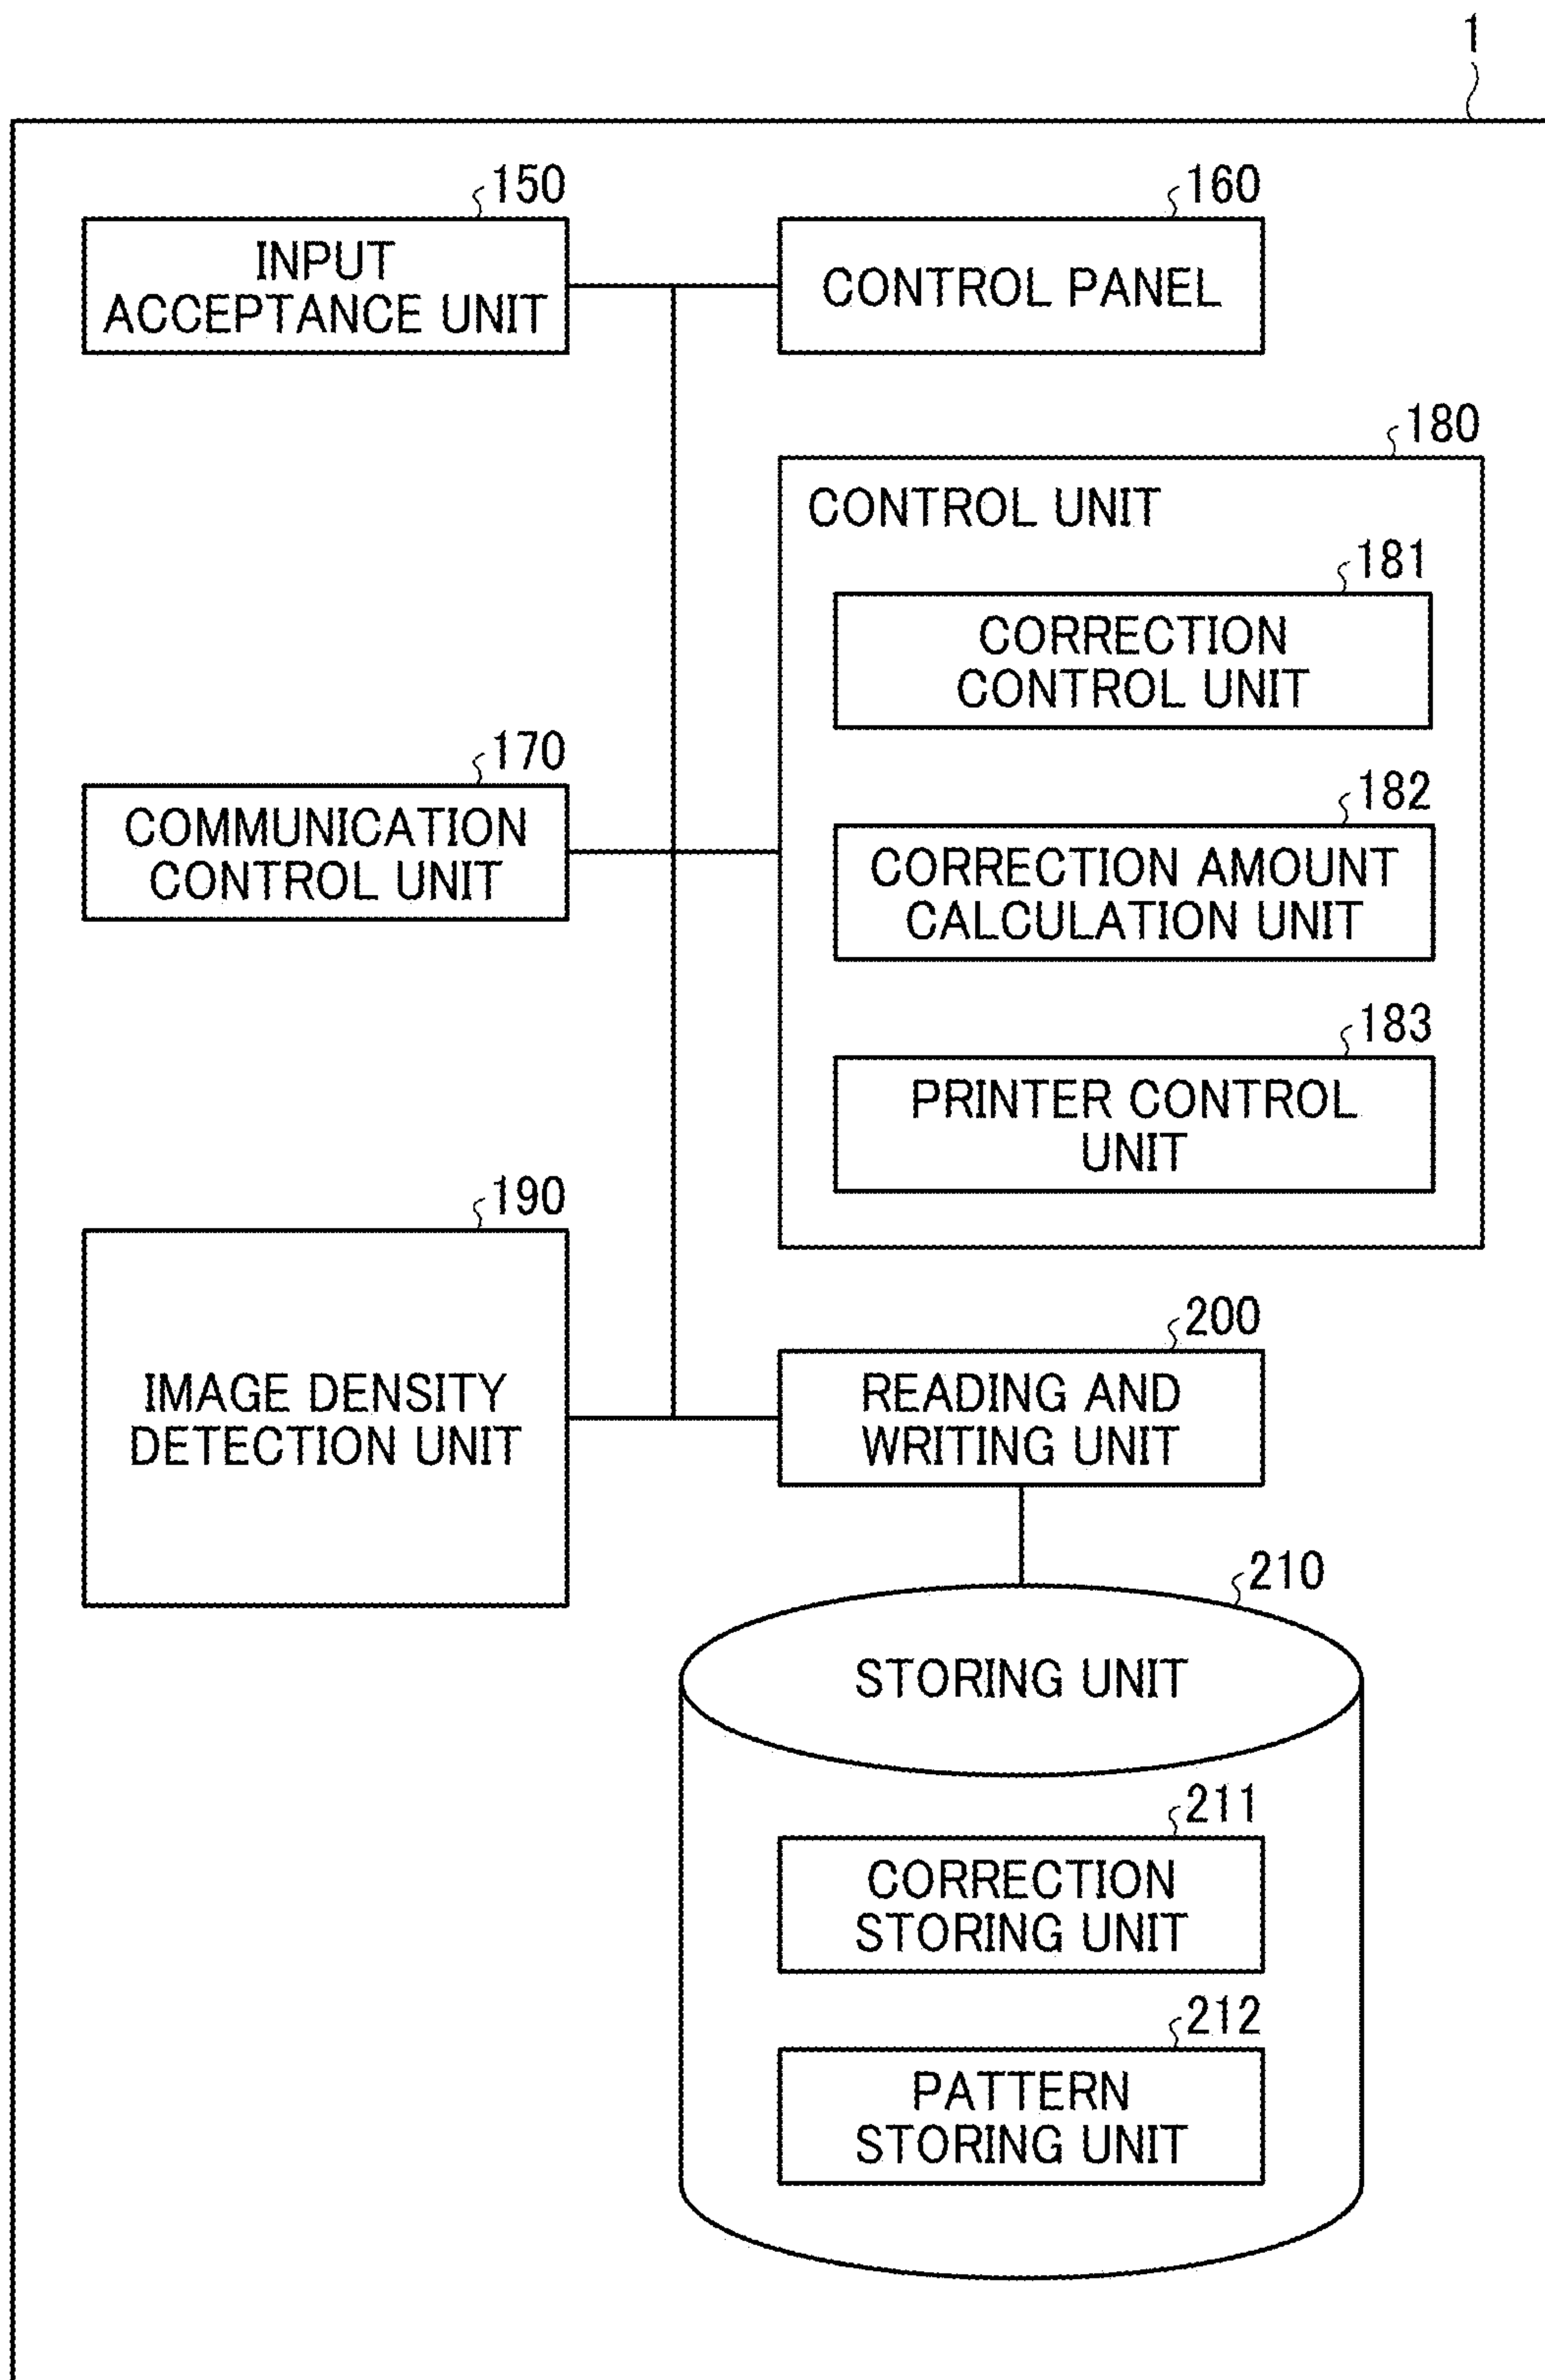 1
150
INPUT
ACCEPTANCE UNIT
160
CONTROL PANEL
180
CONTROL UNIT
181
CORRECTION
CONTROL UNIT
170
COMMUNICATION
CONTROL UNIT
182
CORRECTION AMOUNT
CALCULATION UNIT
183
PRINTER CONTROL
UNIT
190
IMAGE DENSITY
DETECTION UNIT
200
READING AND
WRITING UNIT
210
STORING UNIT
211
CORRECTION
STORING UNIT
212
PATTERN
STORING UNIT